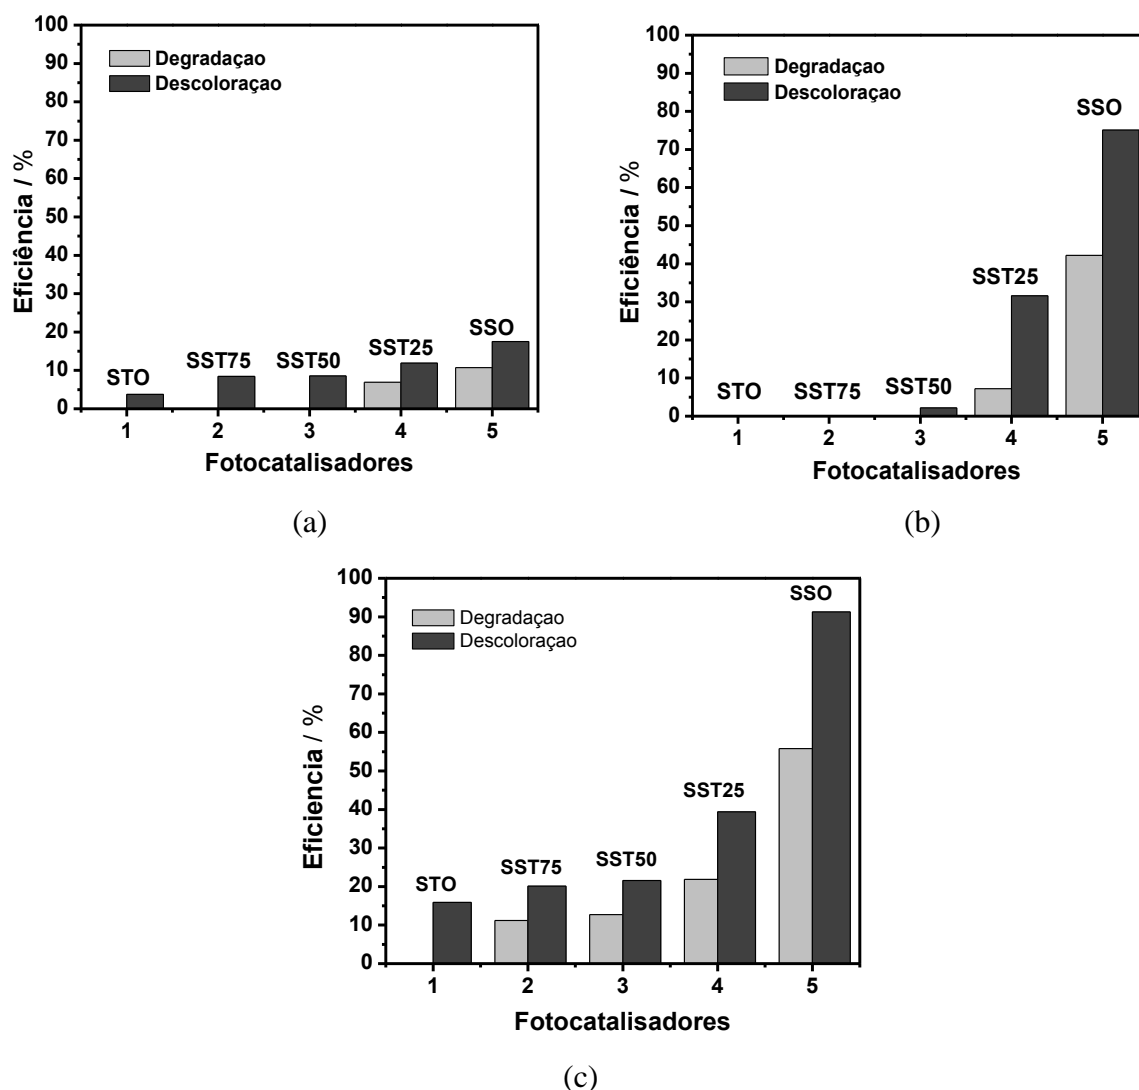 100
90
80
70
60
50
40
30
20
10
0
Eficiência / %
Degradaçao
Descoloraçao
STO
SST75
SST50
SST25
SSO
1 2 3 4 5
Fotocatalisadores
(a)
100
90
80
70
60
50
40
30
20
10
0
Eficiência / %
Degradaçao
Descoloraçao
STO
SST75
SST50
SST25
SSO
1 2 3 4 5
Fotocatalisadores
(b)
100
90
80
70
60
50
40
30
20
10
0
Eficiencia / %
Degradaçao
Descoloraçao
STO
SST75
SST50
SST25
SSO
1 2 3 4 5
Fotocatalisadores
(c)